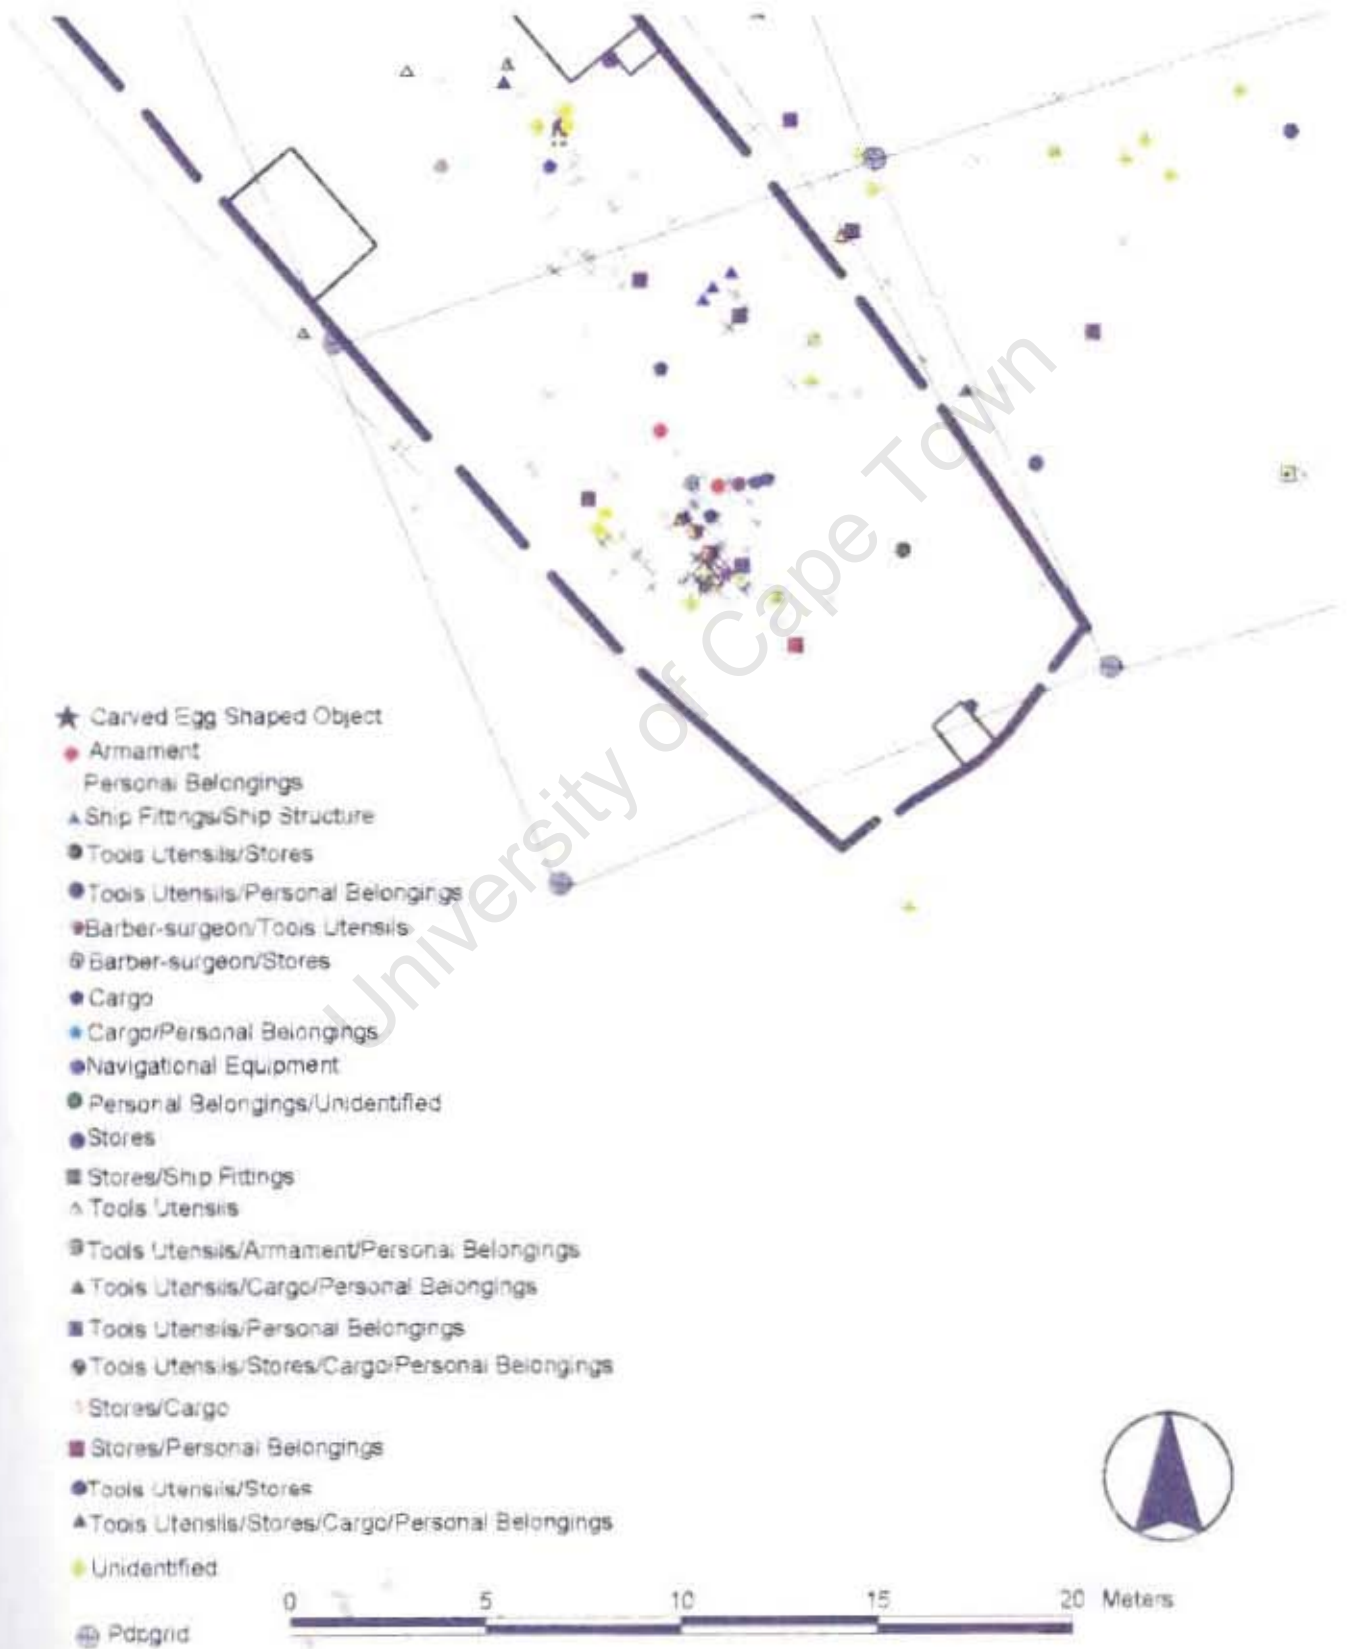 University of Cape Town
Carved Egg Shaped Object
Armament
Personal Belongings
Ship Fittings/Ship Structure
Tools Utensils/Stores
Tools Utensils/Personal Belongings
Barber-surgeon/Tools Utensils
Barber-surgeon/Stores
Cargo
Cargo/Personal Belongings
Navigational Equipment
Personal Belongings/Unidentified
Stores
Stores/Ship Fittings
Tools Utensils
Tools Utensils/Armament/Personal Belongings
Tools Utensils/Cargo/Personal Belongings
Tools Utensils/Personal Belongings
Tools Utensils/Stores/Cargo/Personal Belongings
Stores/Cargo
Stores/Personal Belongings
Tools Utensils/Stores
Tools Utensils/Stores/Cargo/Personal Belongings
Unidentified
0 5 10 15 20 Meters
Pdogrid